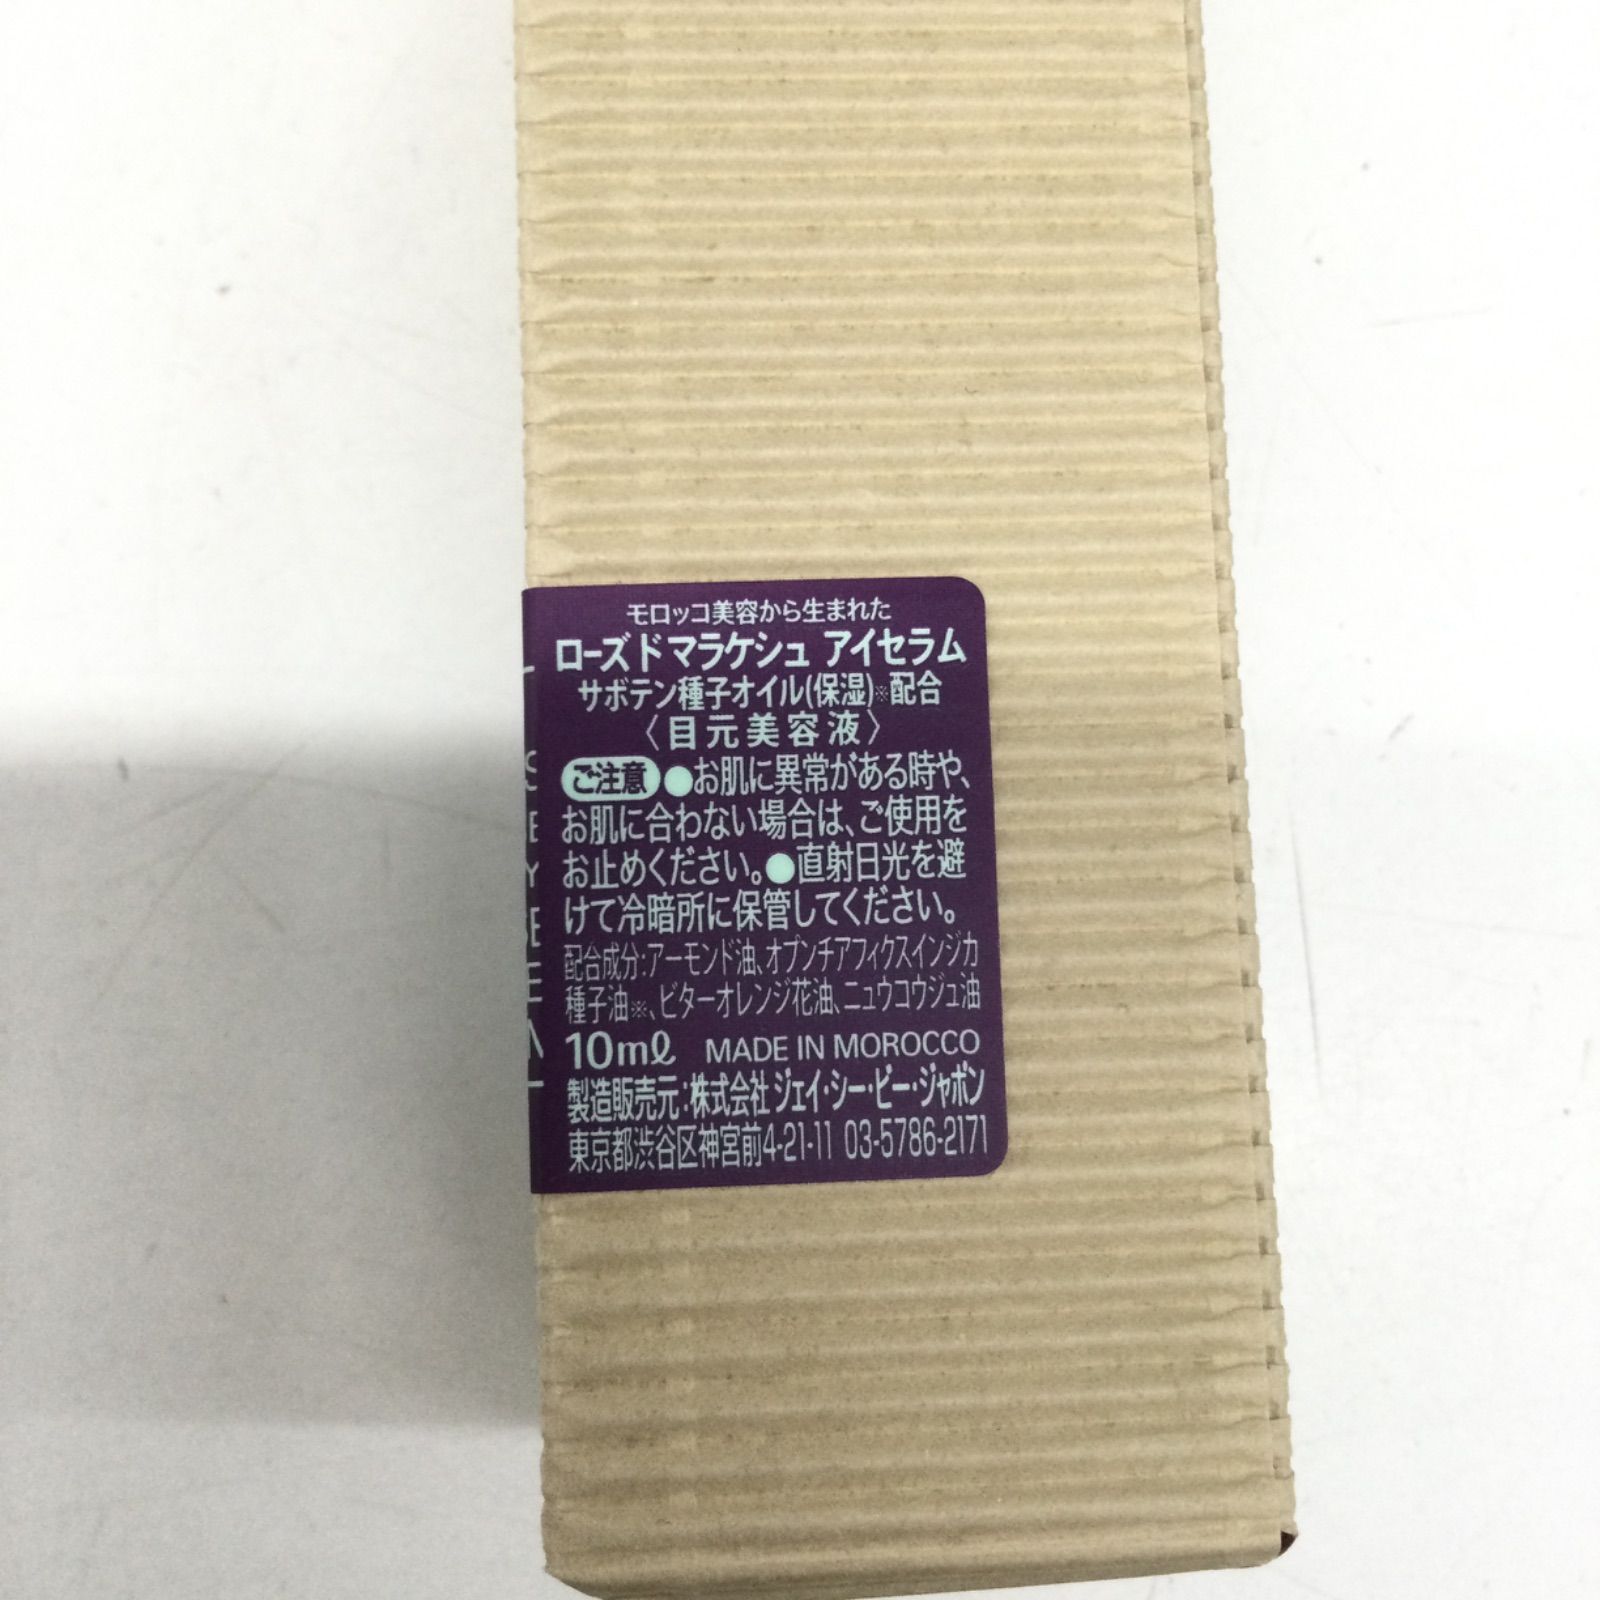 モロッコ美容から生まれた
ローズ ド マラケシュ アイセラム
サボテン種子オイル(保湿)※配合
〈目元美容液〉
ご注意 ●お肌に異常がある時や、
お肌に合わない場合は、ご使用を
お止めください。●直射日光を避
けて冷暗所に保管してください。
配合成分:アーモンド油、オプンチアフィクスインジカ
種子油※、ビターオレンジ花油、ニュウコウジュ油
10mℓ MADE IN MOROCCO
製造販売元:株式会社 ジェイ・シー・ビー・ジャポン
東京都渋谷区神宮前4-21-11 03-5786-2171